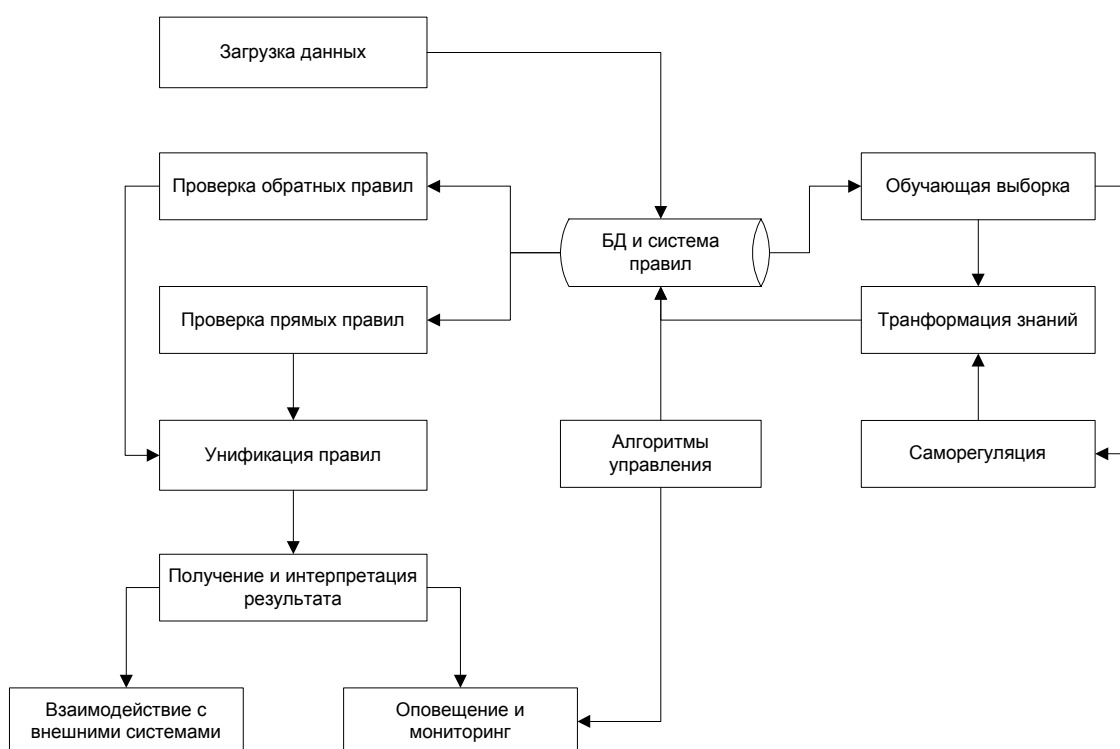 Загрузка данных
Проверка обратных правил
Обучающая выборка
БД и система
правил
Проверка прямых правил
Транформация знаний
Унификация правил
Алгоритмы
управления
Саморегуляция
Получение и интерпретация
результата
Взаимодействие с
внешними системами
Оповещение и
мониторинг